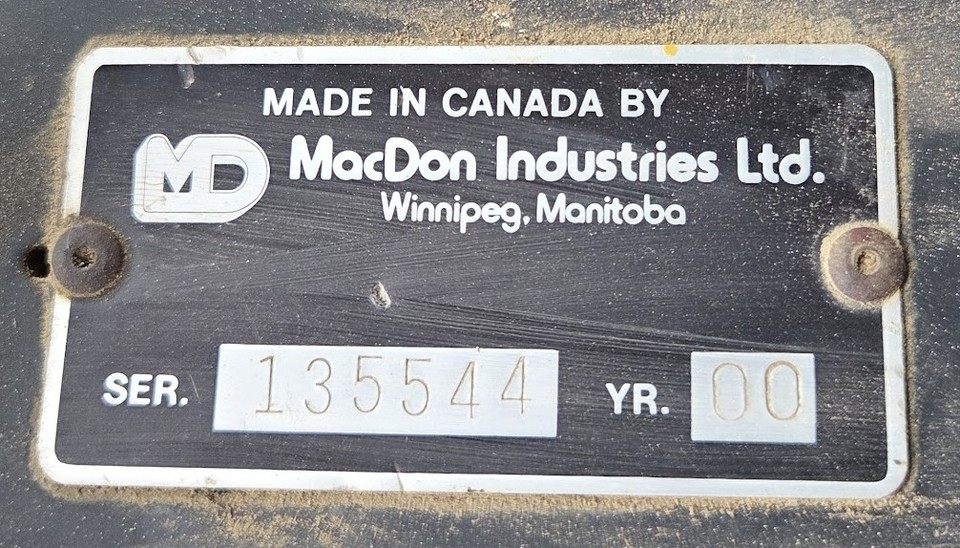 MADE IN CANADA BY
MD MacDon Industries Ltd.
Winnipeg, Manitoba
SER. 135544 YR. 00